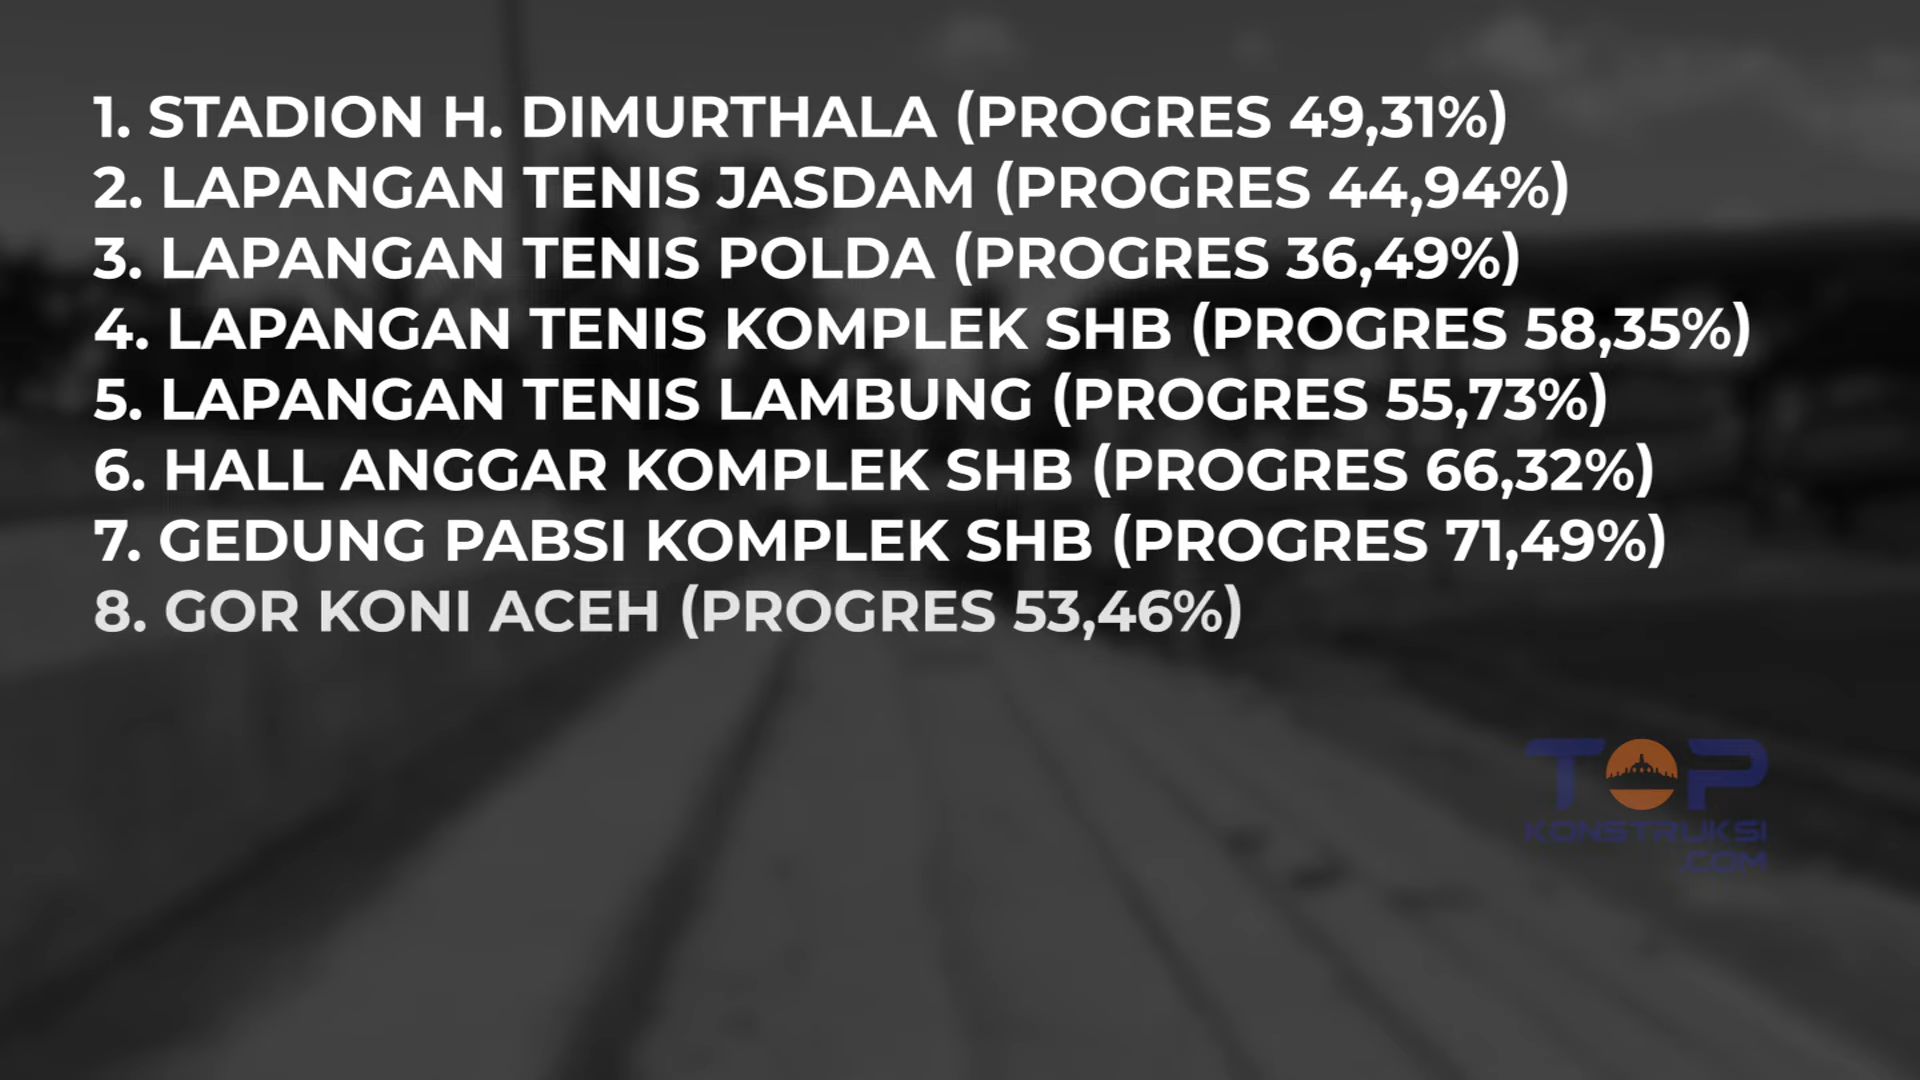 1. STADION H. DIMURTHALA (PROGRES 49,31%)
2. LAPANGAN TENIS JASDAM (PROGRES 44,94%)
3. LAPANGAN TENIS POLDA (PROGRES 36,49%)
4. LAPANGAN TENIS KOMPLEK SHB (PROGRES 58,35%)
5. LAPANGAN TENIS LAMBUNG (PROGRES 55,73%)
6. HALL ANGGAR KOMPLEK SHB (PROGRES 66,32%)
7. GEDUNG PABSI KOMPLEK SHB (PROGRES 71,49%)
8. GOR KONI ACEH (PROGRES 53,46%)
TOP
KONSTRUKSI
.COM